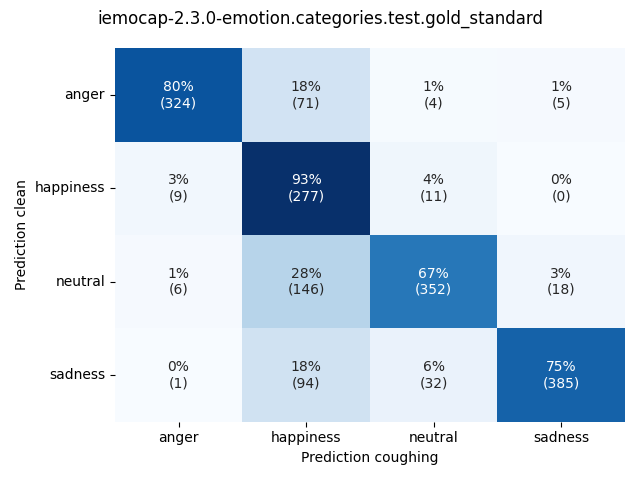 iemocap-2.3.0-emotion.categories.test.gold_standard
anger
80%
(324)
18%
(71)
1%
(4)
1%
(5)
happiness
3%
(9)
93%
(277)
4%
(11)
0%
(0)
neutral
1%
(6)
28%
(146)
67%
(352)
3%
(18)
sadness
0%
(1)
18%
(94)
6%
(32)
75%
(385)
Prediction clean
anger
happiness
neutral
sadness
Prediction coughing